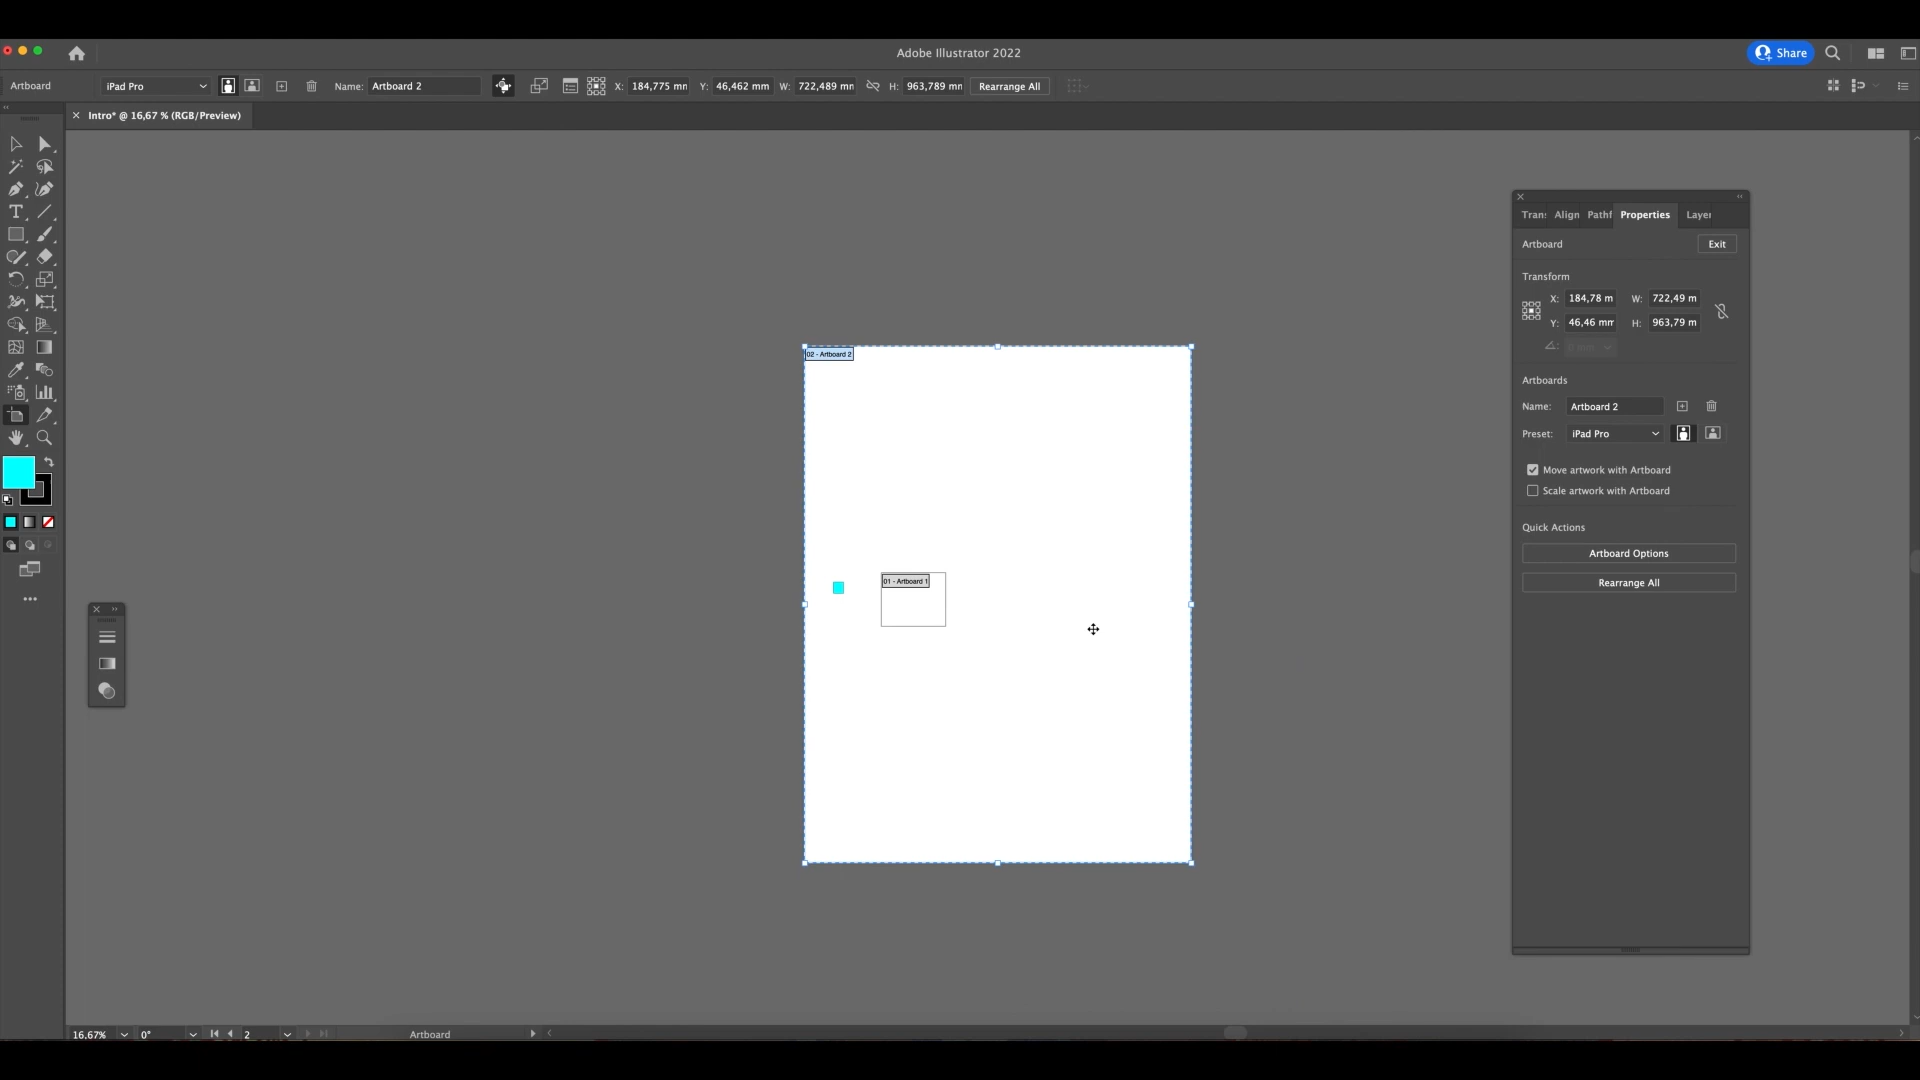 Adobe Illustrator 2022
Share
Artboard
iPad Pro
Name: Artboard 2
X: 184,775 mm
Y: 46,462 mm
W: 722,489 mm
H: 963,789 mm
Rearrange All
× Intro* @ 16,67 % (RGB/Preview)
02 - Artboard 2
01 - Artboard 1
Align
Properties
Artboard
Exit
Transform
X: 184,78 m
W: 722,49 m
Y: 46,46 mm
H: 963,79 m
0 mm
Artboards
Name: Artboard 2
Preset: iPad Pro
Move artwork with Artboard
Scale artwork with Artboard
Quick Actions
Artboard Options
Rearrange All
16,67%
0°
2
Artboard